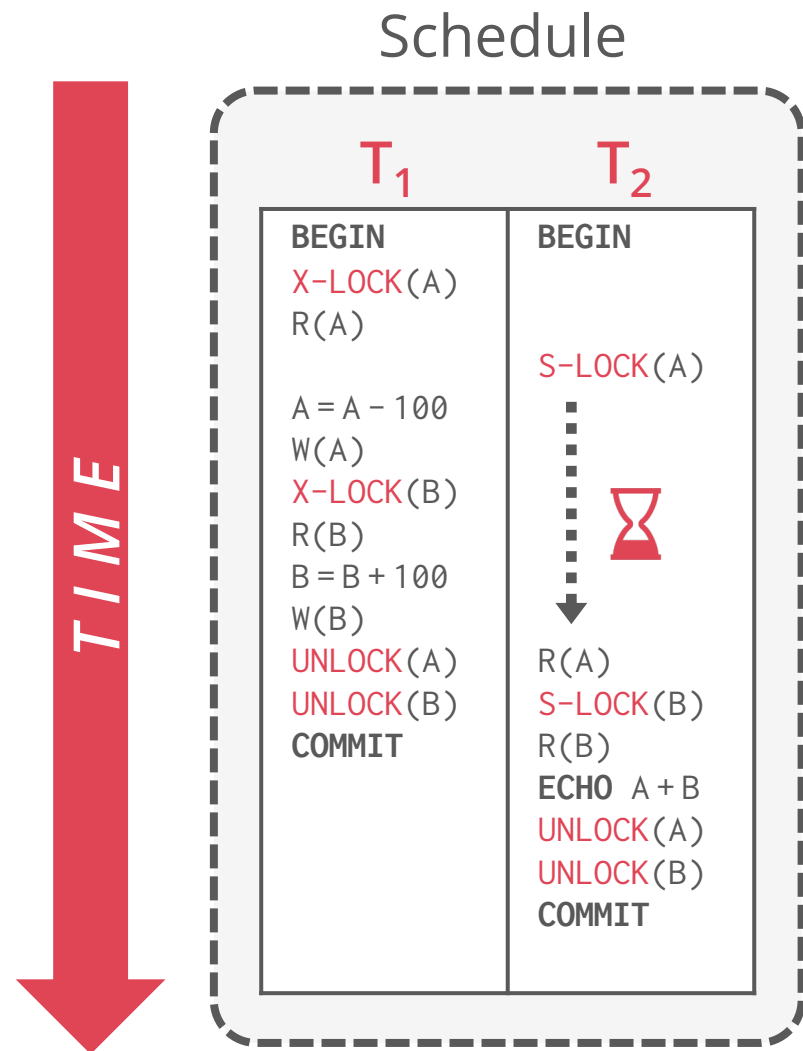 Schedule
TIME
T₁ T₂
BEGIN BEGIN
X-LOCK(A)
R(A)
S-LOCK(A)
A=A-100
W(A)
X-LOCK(B)
R(B)
B=B+100
W(B)
UNLOCK(A) R(A)
UNLOCK(B) S-LOCK(B)
COMMIT R(B)
ECHO A+B
UNLOCK(A)
UNLOCK(B)
COMMIT